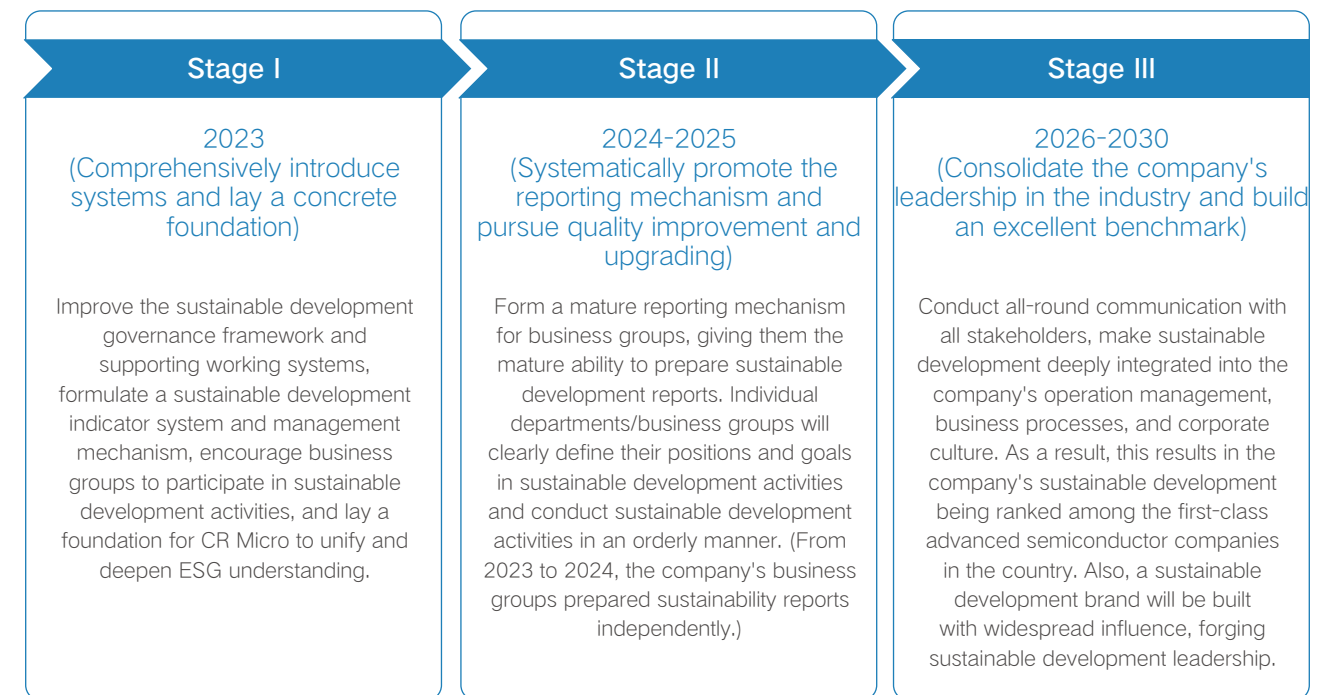 Stage I
2023
(Comprehensively introduce
systems and lay a concrete
foundation)
Improve the sustainable development
governance framework and
supporting working systems,
formulate a sustainable development
indicator system and management
mechanism, encourage business
groups to participate in sustainable
development activities, and lay a
foundation for CR Micro to unify and
deepen ESG understanding.
Stage II
2024-2025
(Systematically promote the
reporting mechanism and
pursue quality improvement and
upgrading)
Form a mature reporting mechanism
for business groups, giving them the
mature ability to prepare sustainable
development reports. Individual
departments/business groups will
clearly define their positions and goals
in sustainable development activities
and conduct sustainable development
activities in an orderly manner. (From
2023 to 2024, the company's business
groups prepared sustainability reports
independently.)
Stage III
2026-2030
(Consolidate the company's
leadership in the industry and build
an excellent benchmark)
Conduct all-round communication with
all stakeholders, make sustainable
development deeply integrated into the
company's operation management,
business processes, and corporate
culture. As a result, this results in the
company's sustainable development
being ranked among the first-class
advanced semiconductor companies
in the country. Also, a sustainable
development brand will be built
with widespread influence, forging
sustainable development leadership.